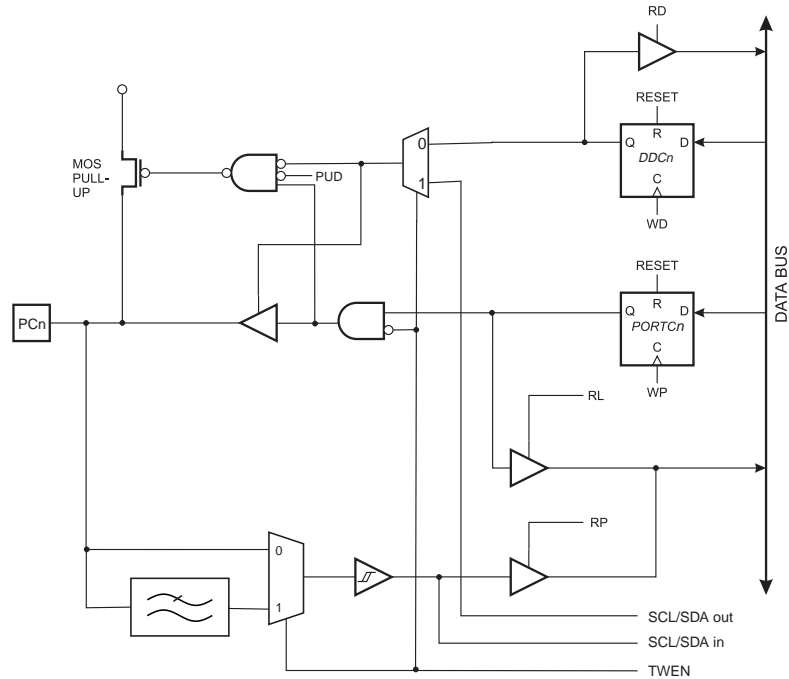 RD
RESET
R
Q
D
DDCn
C
WD
0
1
MOS
PULL-
UP
PUD
RESET
R
Q
D
PORTCn
C
WP
DATA BUS
PCn
RL
RP
0
1
SCL/SDA out
SCL/SDA in
TWEN